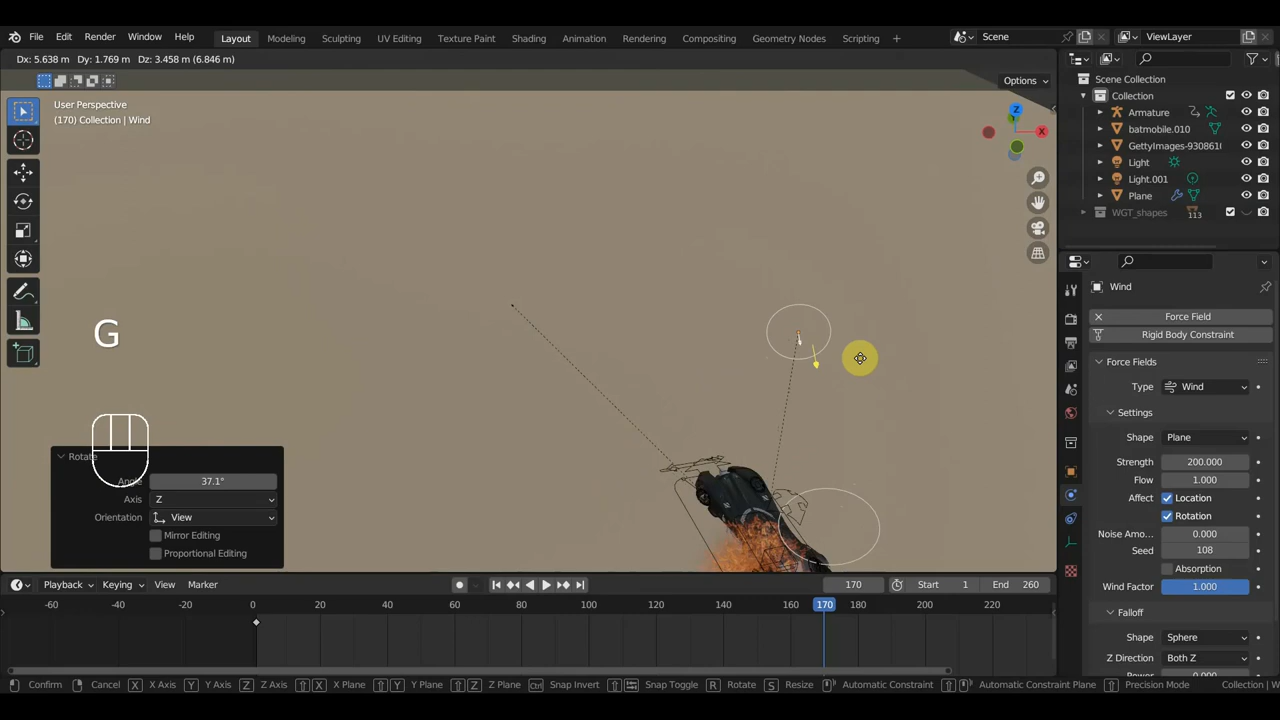 File Edit Render Window Help Layout Modeling Sculpting UV Editing Texture Paint Shading Animation Rendering Compositing Geometry Nodes Scripting + Scene ViewLayer
Dx: 5.638 m Dy: 1.769 m Dz: 3.458 m (6.846 m)
Options
User Perspective
(170) Collection | Wind
Z
X
G
Rotate
Angle 37.1°
Axis Z
Orientation View
Mirror Editing
Proportional Editing
Scene Collection
Collection
Armature
batmobile.010
GettyImages-9308610
Light
Light.001
Plane
WGT_shapes 113
Wind
Force Field
Rigid Body Constraint
Force Fields
Type Wind
Settings
Shape Plane
Strength 200.000
Flow 1.000
Affect Location
Rotation
Noise Amo... 0.000
Seed 108
Absorption
Wind Factor 1.000
Falloff
Shape Sphere
Z Direction Both Z
Playback Keying View Marker 170 Start 1 End 260
-60 -40 -20 0 20 40 60 80 100 120 140 160 170 180 200 220
Confirm Cancel X X Axis Y Y Axis Z Z Axis X X Plane Y Y Plane Z Z Plane Ctrl Snap Invert Snap Toggle R Rotate S Resize Automatic Constraint Automatic Constraint Plane Precision Mode Collection | W